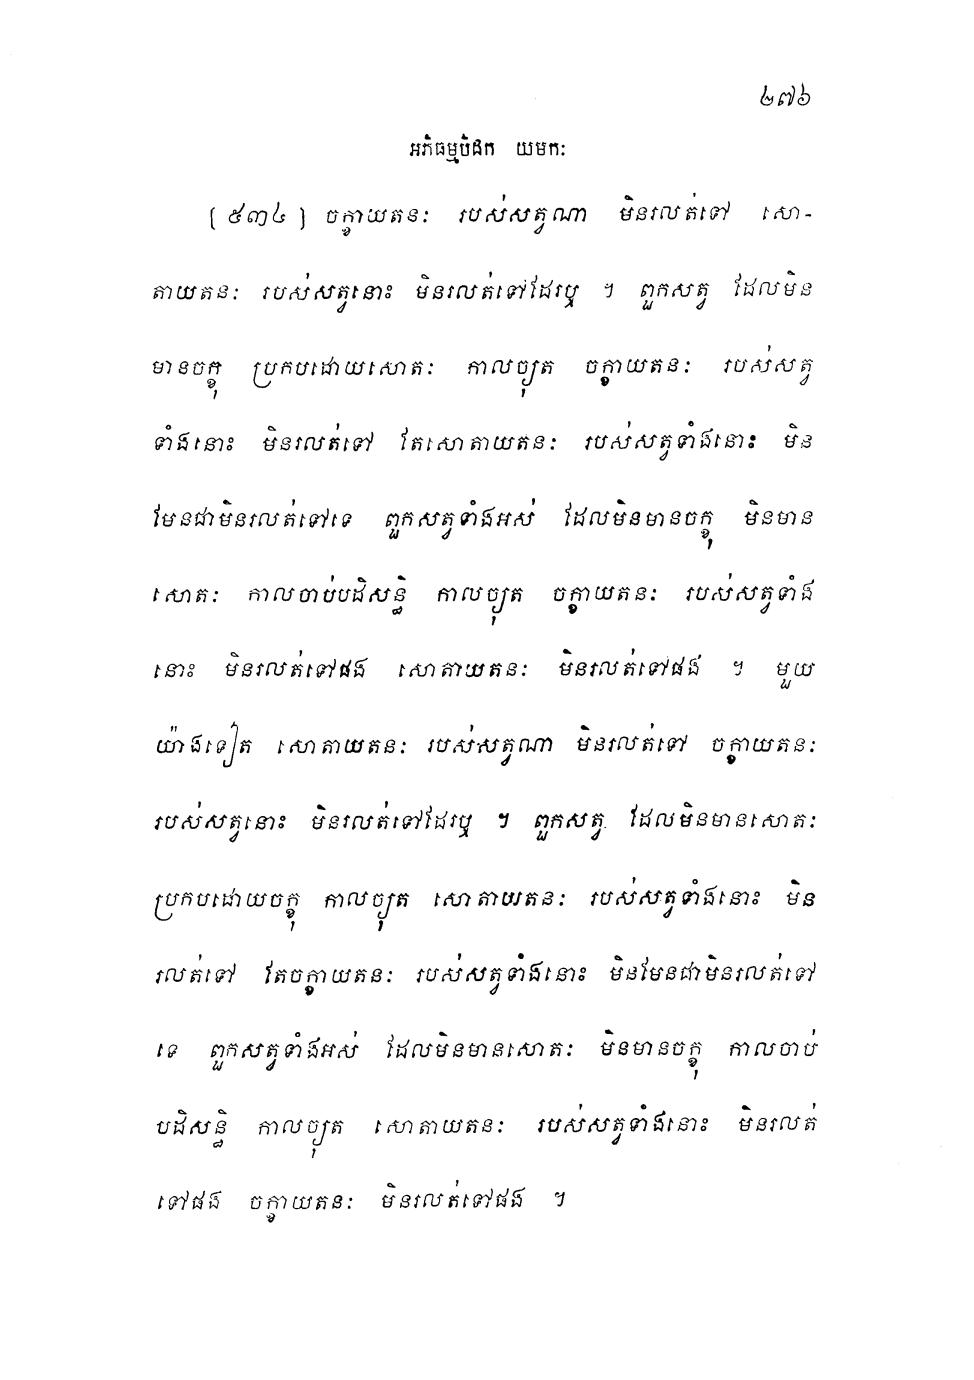 ២៧៦
អភិធម្មបិដក យមកៈ
[ ៥៣៤ ] ចក្ខាយតនៈ របស់សត្វណា មិនរលត់ទៅ សោ-
តាយតនៈ របស់សត្វនោះ មិនរលត់ទៅដែរឬ ។ ពួកសត្វ ដែលមិន
មានចក្ខុ ប្រកបដោយសោតៈ កាលច្យុត ចក្ខាយតនៈ របស់សត្វ
ទាំងនោះ មិនរលត់ទៅ តែសោតាយតនៈ របស់សត្វទាំងនោះ មិន
មែនជាមិនរលត់ទៅទេ ពួកសត្វទាំងអស់ ដែលមិនមានចក្ខុ មិនមាន
សោតៈ កាលចាប់បដិសន្ធិ កាលច្យុត ចក្ខាយតនៈ របស់សត្វទាំង
នោះ មិនរលត់ទៅផង សោតាយតនៈ មិនរលត់ទៅផង ។ មួយ
យ៉ាងទៀត សោតាយតនៈ របស់សត្វណា មិនរលត់ទៅ ចក្ខាយតនៈ
របស់សត្វនោះ មិនរលត់ទៅដែរឬ ។ ពួកសត្វ ដែលមិនមានសោតៈ
ប្រកបដោយចក្ខុ កាលច្យុត សោតាយតនៈ របស់សត្វទាំងនោះ មិន
រលត់ទៅ តែចក្ខាយតនៈ របស់សត្វទាំងនោះ មិនមែនជាមិនរលត់ទៅ
ទេ ពួកសត្វទាំងអស់ ដែលមិនមានសោតៈ មិនមានចក្ខុ កាលចាប់
បដិសន្ធិ កាលច្យុត សោតាយតនៈ របស់សត្វទាំងនោះ មិនរលត់
ទៅផង ចក្ខាយតនៈ មិនរលត់ទៅផង ។